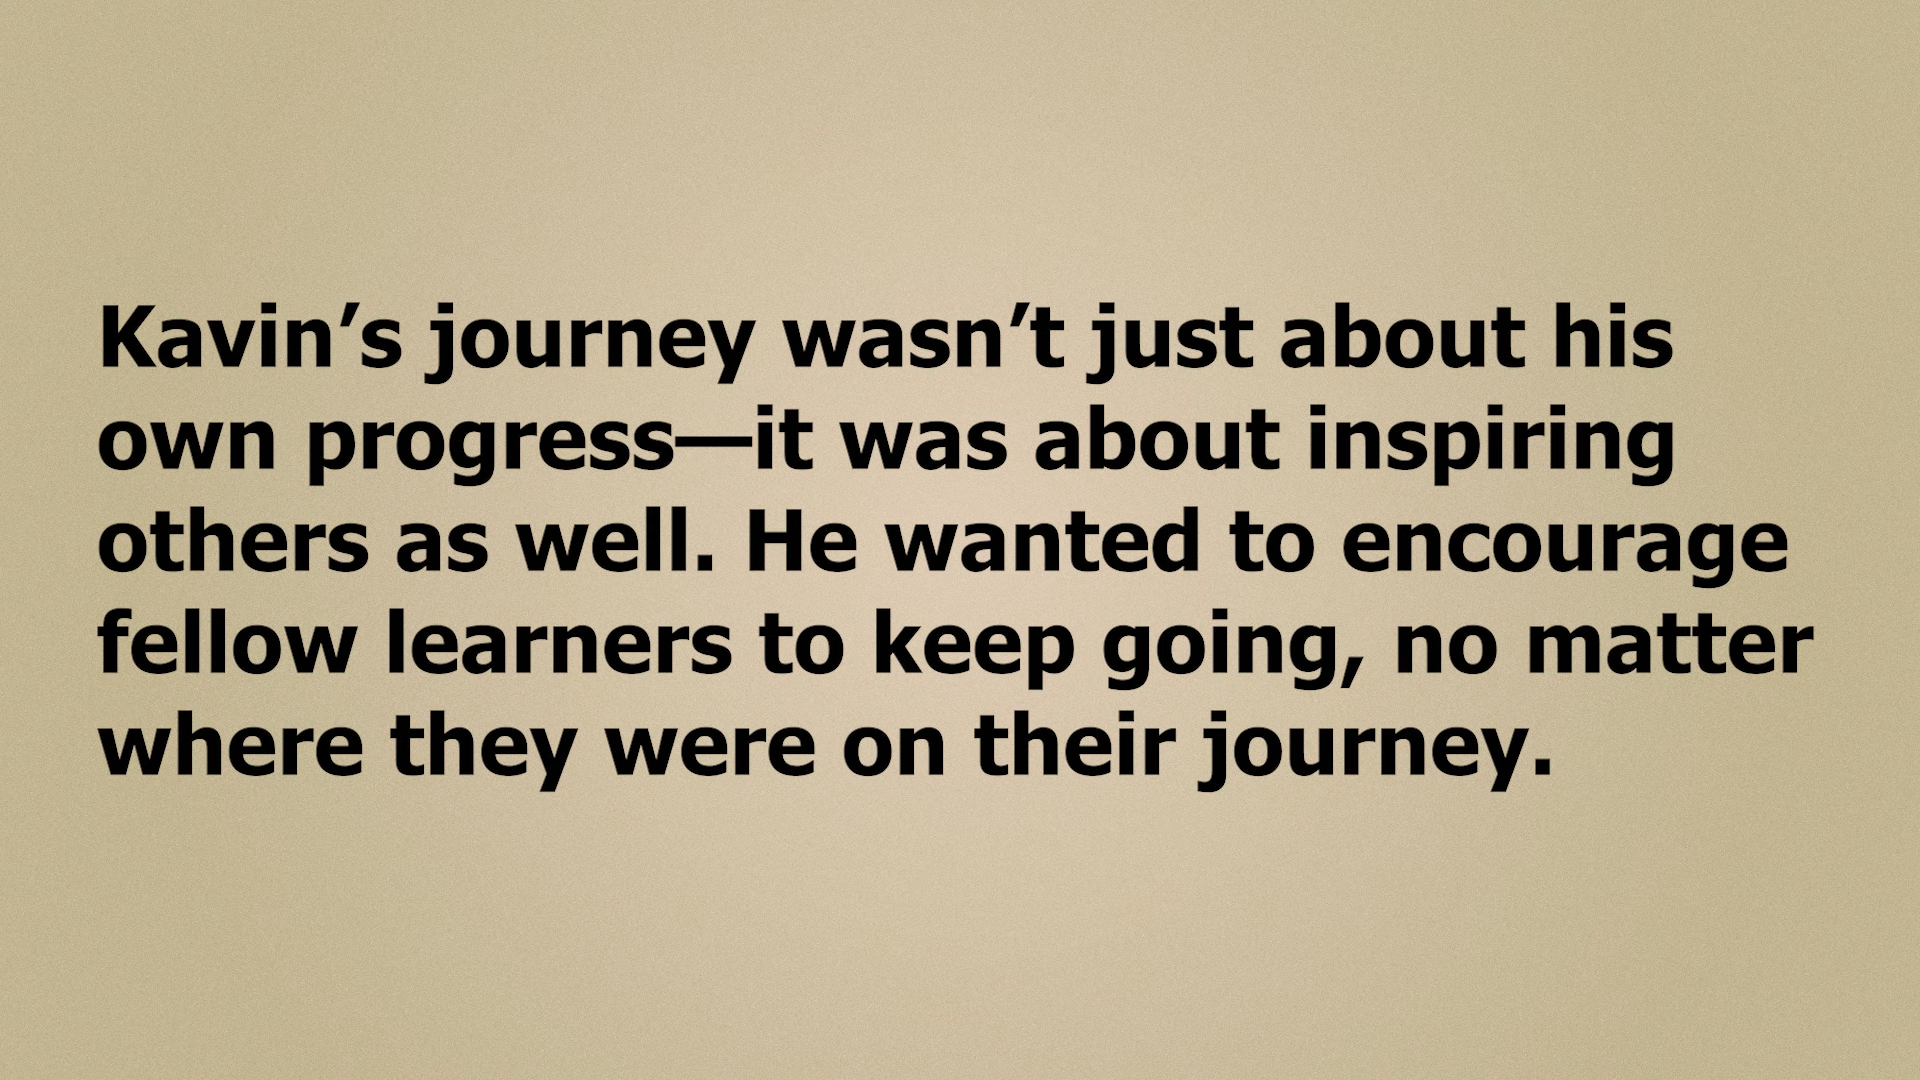 Kavin’s journey wasn’t just about his
own progress—it was about inspiring
others as well. He wanted to encourage
fellow learners to keep going, no matter
where they were on their journey.